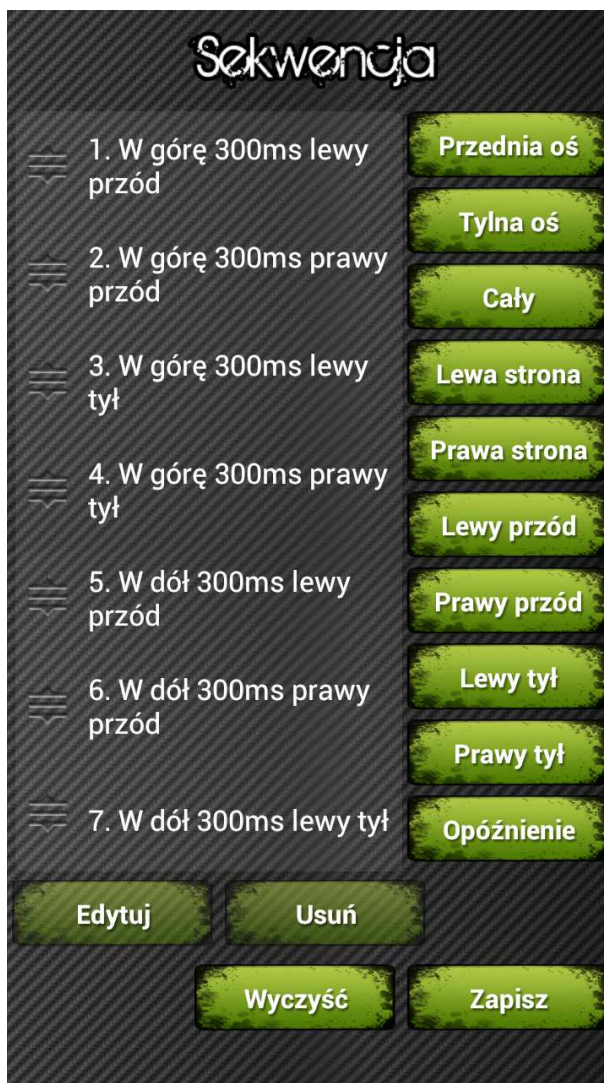 Sekwencja
1. W górę 300ms lewy
przód
2. W górę 300ms prawy
przód
3. W górę 300ms lewy
tył
4. W górę 300ms prawy
tył
5. W dół 300ms lewy
przód
6. W dół 300ms prawy
przód
7. W dół 300ms lewy tył
Przednia oś
Tylna oś
Cały
Lewa strona
Prawa strona
Lewy przód
Prawy przód
Lewy tył
Prawy tył
Opóźnienie
Edytuj
Usuń
Wyczyść
Zapisz